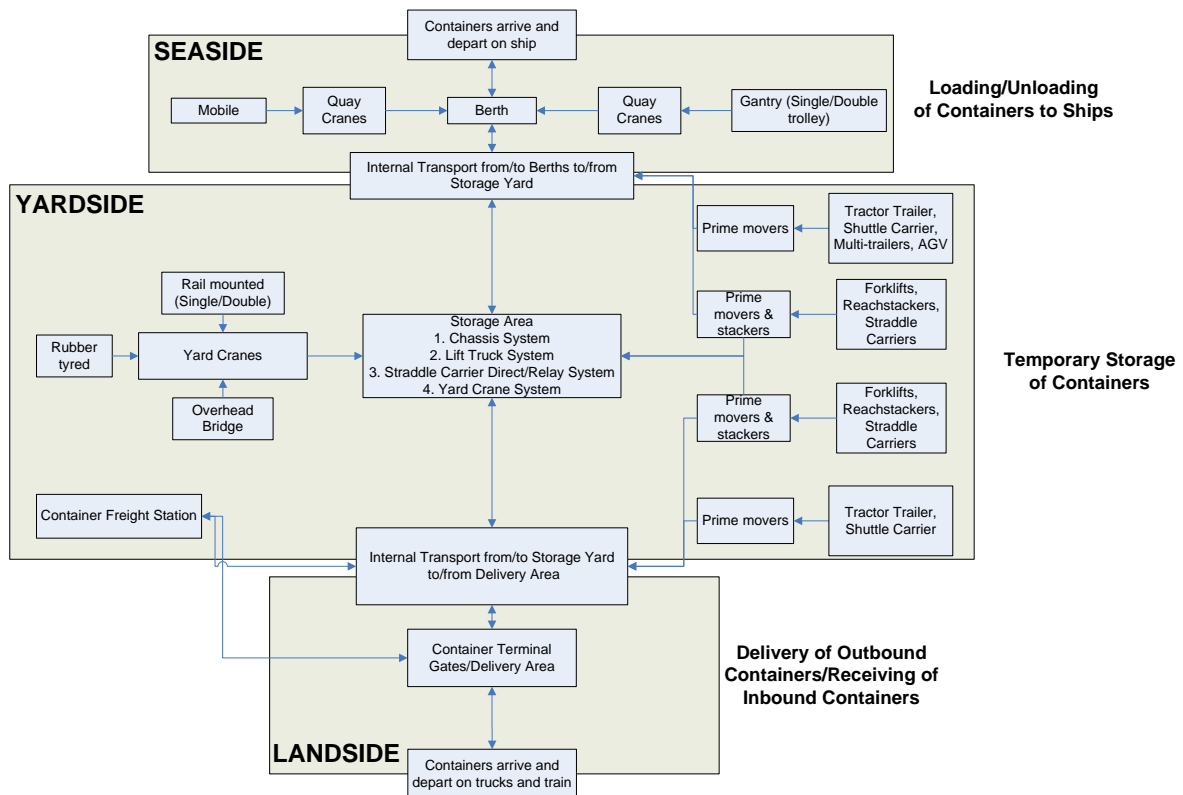 Containers arrive and
depart on ship
SEASIDE
Loading/Unloading
of Containers to Ships
Mobile
Quay
Cranes
Berth
Quay
Cranes
Gantry (Single/Double
trolley)
Internal Transport from/to Berths to/from
Storage Yard
YARDSIDE
Prime movers
Tractor Trailer,
Shuttle Carrier,
Multi-trailers, AGV
Rail mounted
(Single/Double)
Prime
movers &
stackers
Forklifts,
Reachstackers,
Straddle
Carriers
Rubber
tyred
Yard Cranes
Storage Area
1. Chassis System
2. Lift Truck System
3. Straddle Carrier Direct/Relay System
4. Yard Crane System
Temporary Storage
of Containers
Overhead
Bridge
Prime
movers &
stackers
Forklifts,
Reachstackers,
Straddle
Carriers
Container Freight Station
Prime movers
Tractor Trailer,
Shuttle Carrier
Internal Transport from/to Storage Yard
to/from Delivery Area
Container Terminal
Gates/Delivery Area
Delivery of Outbound
Containers/Receiving of
Inbound Containers
LANDSIDE
Containers arrive and
depart on trucks and train